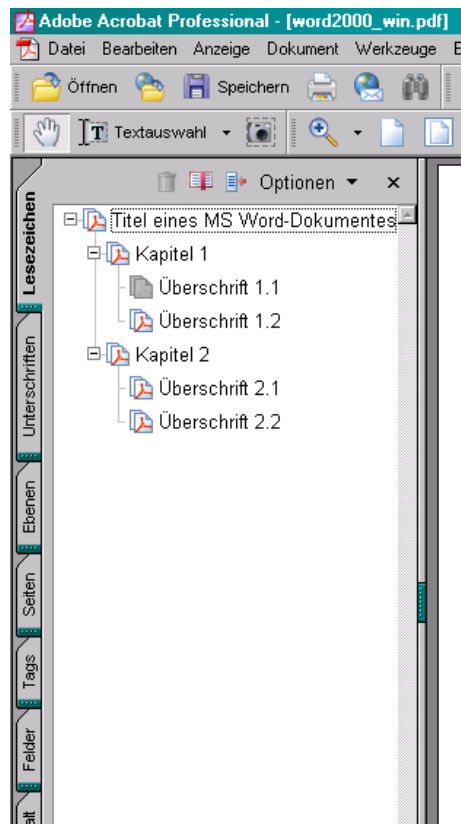 Adobe Acrobat Professional - [word2000_win.pdf]
Datei Bearbeiten Anzeige Dokument Werkzeuge
Öffnen Speichern
Textauswahl
Optionen
Lesezeichen
Titel eines MS Word-Dokumentes
Kapitel 1
Überschrift 1.1
Überschrift 1.2
Kapitel 2
Überschrift 2.1
Überschrift 2.2
Unterschriften
Ebenen
Seiten
Tags
Felder